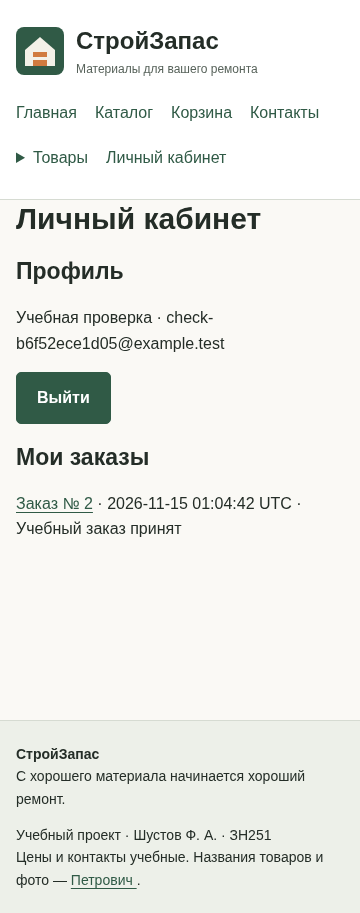 СтройЗапас
Материалы для вашего ремонта
Главная Каталог Корзина Контакты
Товары Личный кабинет
Личный кабинет
Профиль
Учебная проверка · check-
b6f52ece1d05@example.test
Выйти
Мои заказы
Заказ № 2 · 2026-11-15 01:04:42 UTC ·
Учебный заказ принят
СтройЗапас
С хорошего материала начинается хороший
ремонт.
Учебный проект · Шустов Ф. А. · ЗН251
Цены и контакты учебные. Названия товаров и
фото — Петрович .